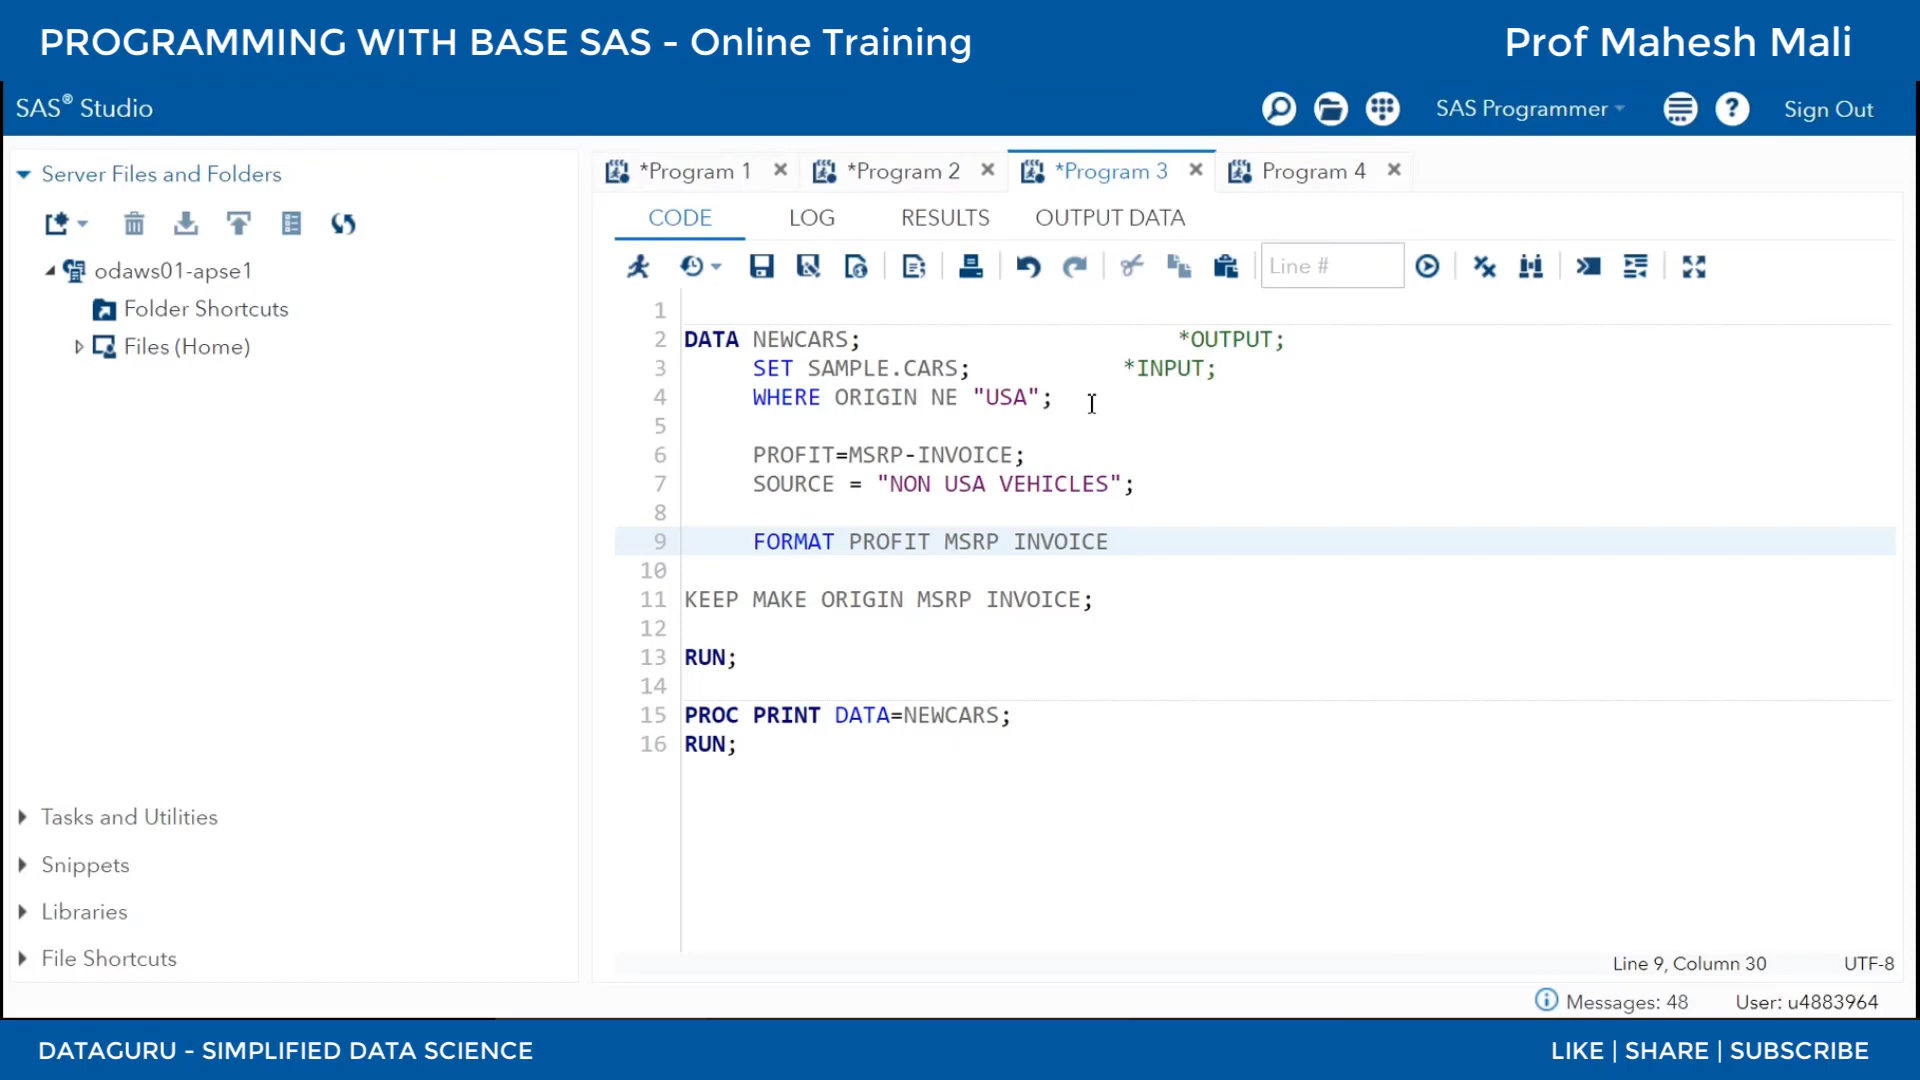 PROGRAMMING WITH BASE SAS - Online Training
Prof Mahesh Mali
SAS® Studio
SAS Programmer
Sign Out
Server Files and Folders
odaws01-apse1
Folder Shortcuts
Files (Home)
Tasks and Utilities
Snippets
Libraries
File Shortcuts
*Program 1
*Program 2
*Program 3
Program 4
CODE LOG RESULTS OUTPUT DATA
Line #
1
2 DATA NEWCARS; *OUTPUT;
3 SET SAMPLE.CARS; *INPUT;
4 WHERE ORIGIN NE "USA";
5
6 PROFIT=MSRP-INVOICE;
7 SOURCE = "NON USA VEHICLES";
8
9 FORMAT PROFIT MSRP INVOICE
10
11 KEEP MAKE ORIGIN MSRP INVOICE;
12
13 RUN;
14
15 PROC PRINT DATA=NEWCARS;
16 RUN;
Line 9, Column 30
UTF-8
Messages: 48
User: u4883964
DATAGURU - SIMPLIFIED DATA SCIENCE
LIKE | SHARE | SUBSCRIBE